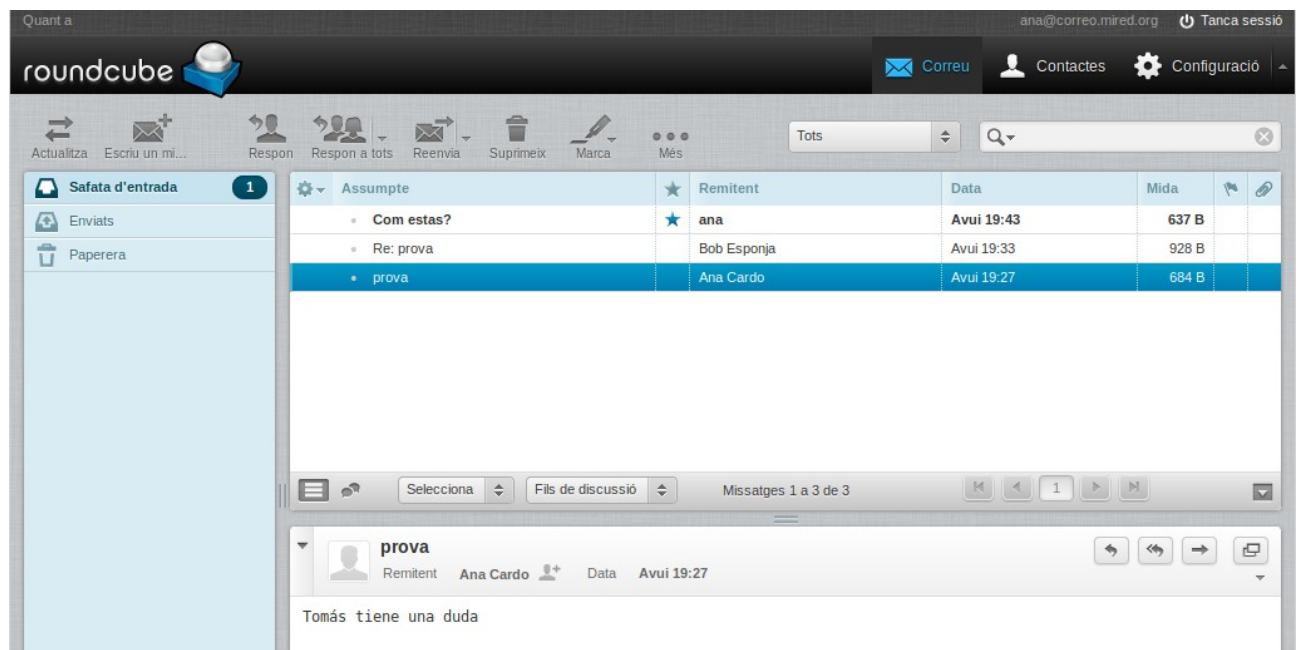 Quant a ana@correo.mired.org Tanca sessió
roundcube Correu Contactes Configuració
Actualitza Escriu un mi... Respon Respon a tots Reenvia Suprimeix Marca Més Tots
Safata d'entrada 1 Assumpte Remitent Data Mida
Enviats Com estas? ana Avui 19:43 637 B
Paperera Re: prova Bob Esponja Avui 19:33 928 B
prova Ana Cardo Avui 19:27 684 B
Selecciona Fils de discussió Missatges 1 a 3 de 3 1
prova
Remitent Ana Cardo Data Avui 19:27
Tomás tiene una duda